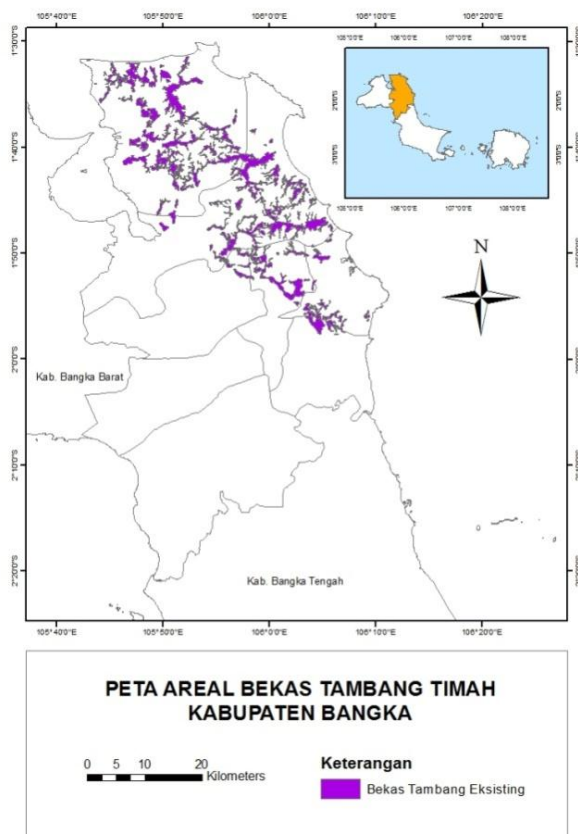 105°40'0"E 105°50'0"E 106°0'0"E 106°10'0"E 106°20'0"E
1°30'0"S
1°40'0"S
1°50'0"S
2°0'0"S
2°10'0"S
2°20'0"S
N
Kab. Bangka Barat
Kab. Bangka Tengah
105°40'0"E 105°50'0"E 106°0'0"E 106°10'0"E 106°20'0"E
PETA AREAL BEKAS TAMBANG TIMAH
KABUPATEN BANGKA
0 5 10 20
Kilometers
Keterangan
Bekas Tambang Eksisting